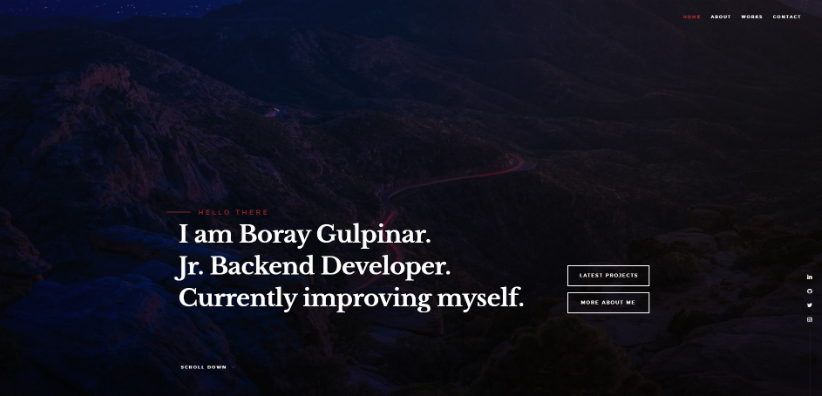 HOME ABOUT WORKS CONTACT
HELLO THERE
I am Boray Gulpinar.
Jr. Backend Developer.
Currently improving myself.
LATEST PROJECTS
MORE ABOUT ME
SCROLL DOWN